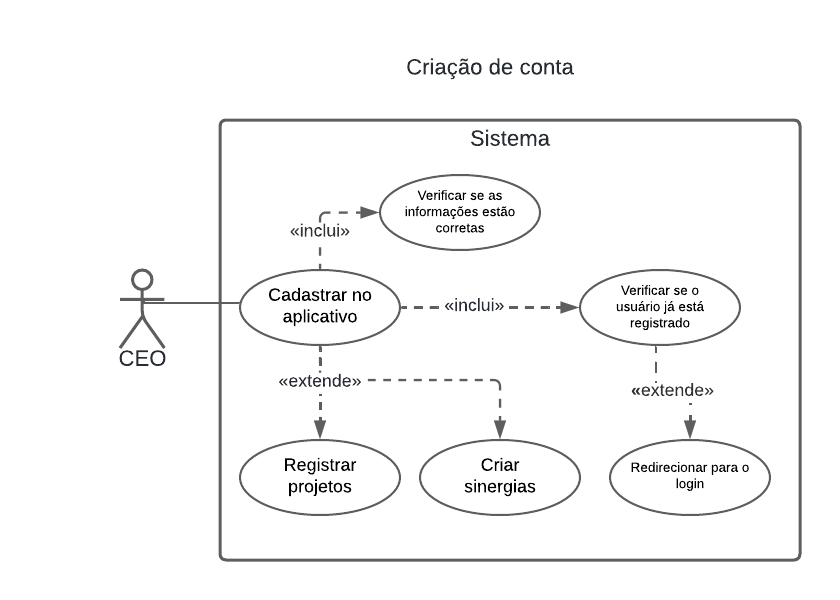 Criação de conta
Sistema
Verificar se as
informações estão
corretas
«inclui»
Cadastrar no
aplicativo
«inclui»
Verificar se o
usuário já está
registrado
CEO
«extende»
«extende»
Registrar
projetos
Criar
sinergias
Redirecionar para o
login